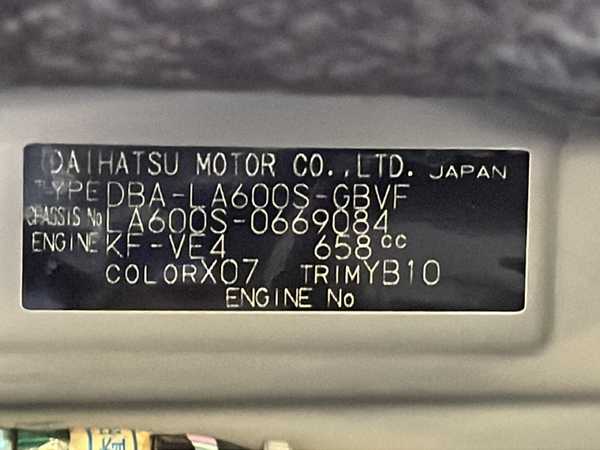 DAIHATSU MOTOR CO.,LTD. JAPAN
TYPE DBA-LA600S-GBVF
CHASSIS No LA600S-0669084
ENGINE KF-VE4 658cc
COLOR X07 TRIM YB10
ENGINE No